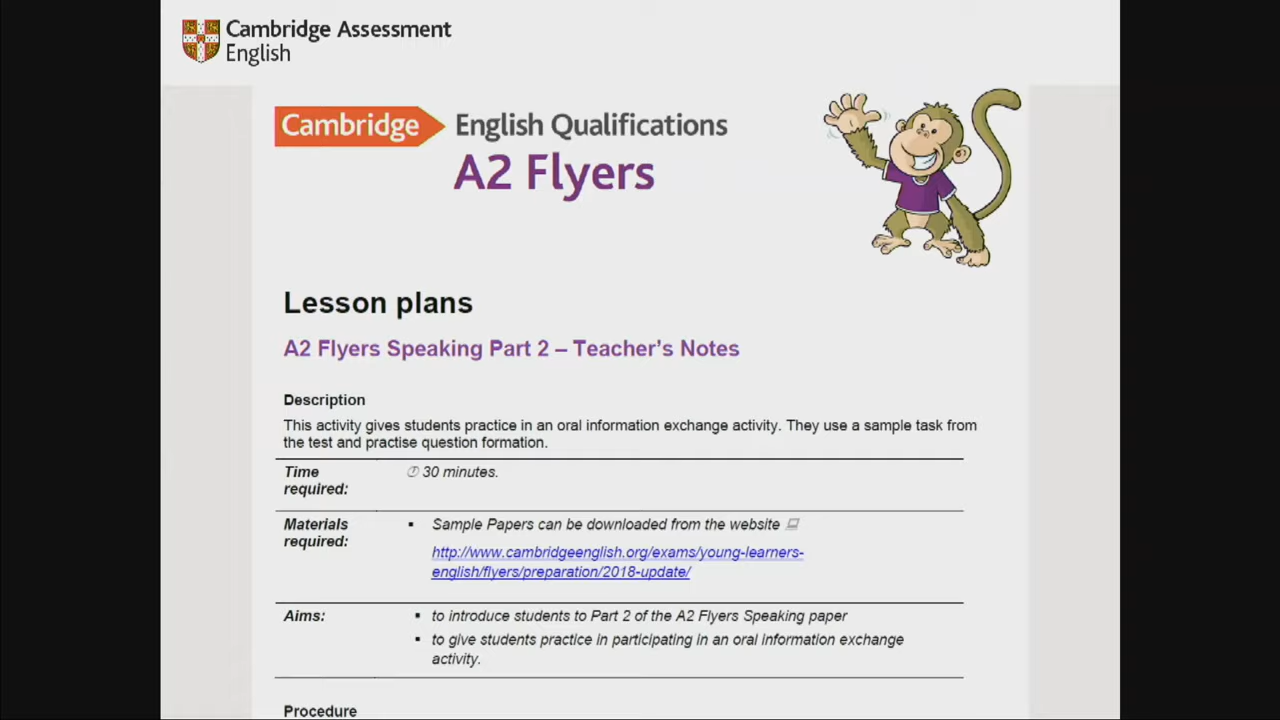 Cambridge Assessment
English
Cambridge English Qualifications
A2 Flyers
Lesson plans
A2 Flyers Speaking Part 2 – Teacher's Notes
Description
This activity gives students practice in an oral information exchange activity. They use a sample task from
the test and practise question formation.
Time required: 30 minutes.
Materials required: ▪ Sample Papers can be downloaded from the website
http://www.cambridgeenglish.org/exams/young-learners-
english/flyers/preparation/2018-update/
Aims: ▪ to introduce students to Part 2 of the A2 Flyers Speaking paper
▪ to give students practice in participating in an oral information exchange
activity.
Procedure